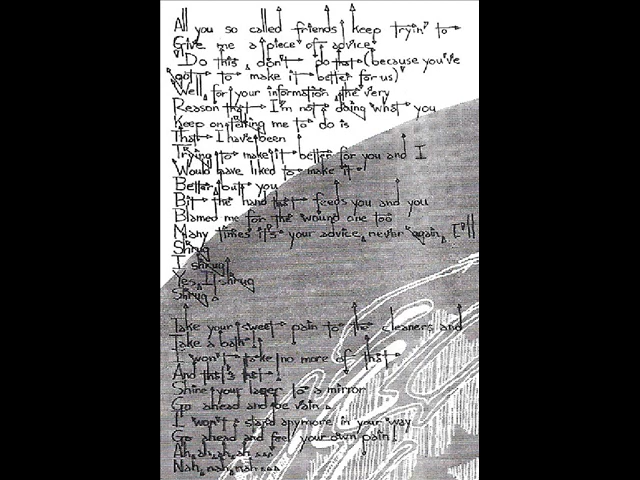 All you so called friends keep tryin' to
Give me a piece of advice
"Do this, don't do that (because you've
got to make it better for us)"
Well, for your information the very
Reason that I'm not a doing what you
Keep on telling me to do is
That I have been
Trying to make it better for you and I
Would have liked to make it
Better but you
Bit the hand that feeds you and you
Blamed me for the wound one too
Many times it's your advice, never again, I'll
Shrug
I shrug
Yes, I shrug
Shrug
Take your sweet pain to the cleaners and
Take a bath
I won't take no more of that
And that's that
Shine your lager to a mirror
Go ahead and be vain
I won't stand anymore in your way
Go ahead and feel your own pain
Ah, ah, ah, ah ...
Nah, nah, nah ...